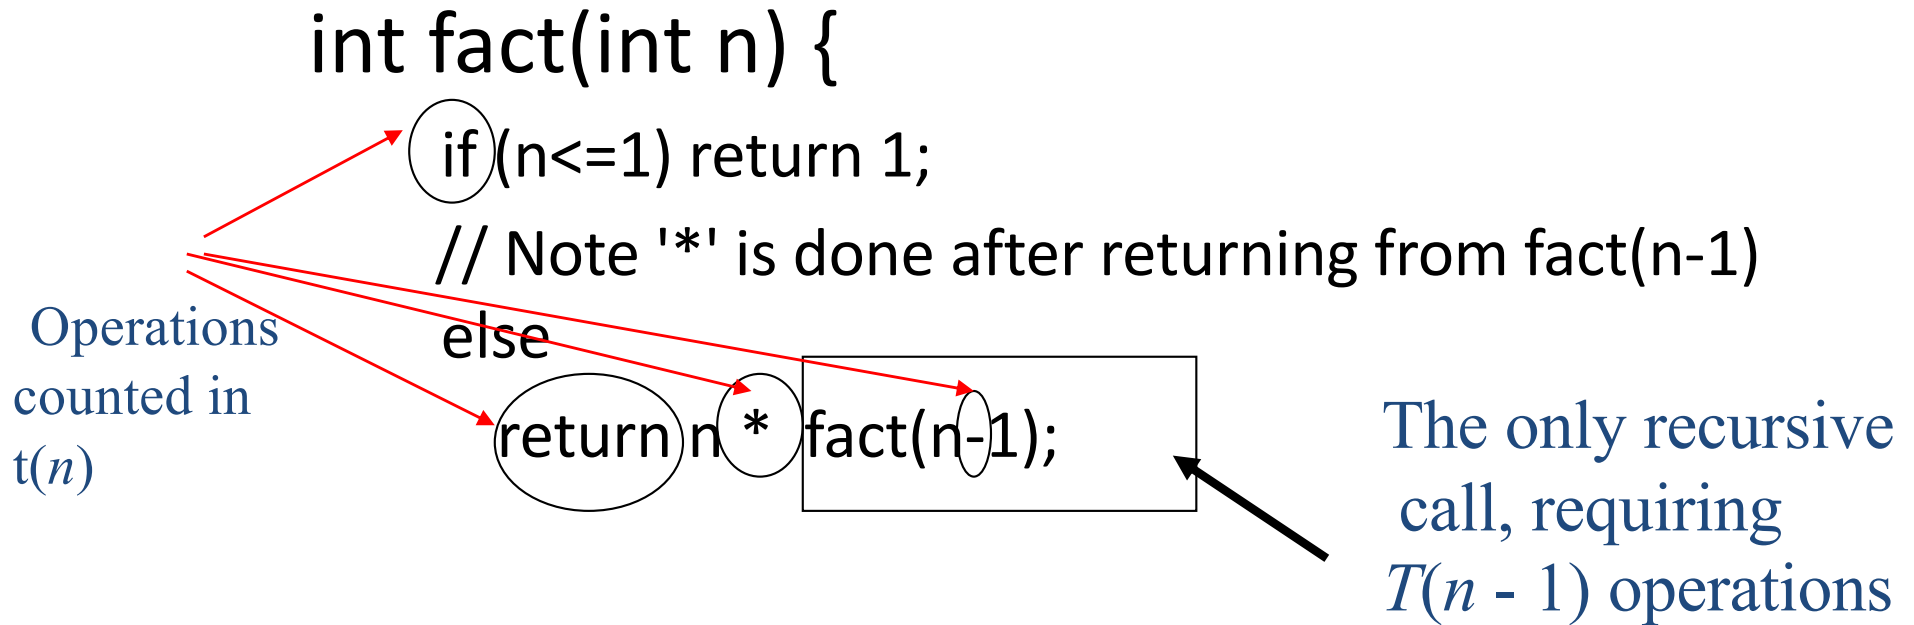 int fact(int n) {
if (n<=1) return 1;
// Note '*' is done after returning from fact(n-1)
else
return n * fact(n-1);
Operations
counted in
t(n)
The only recursive
call, requiring
T(n - 1) operations